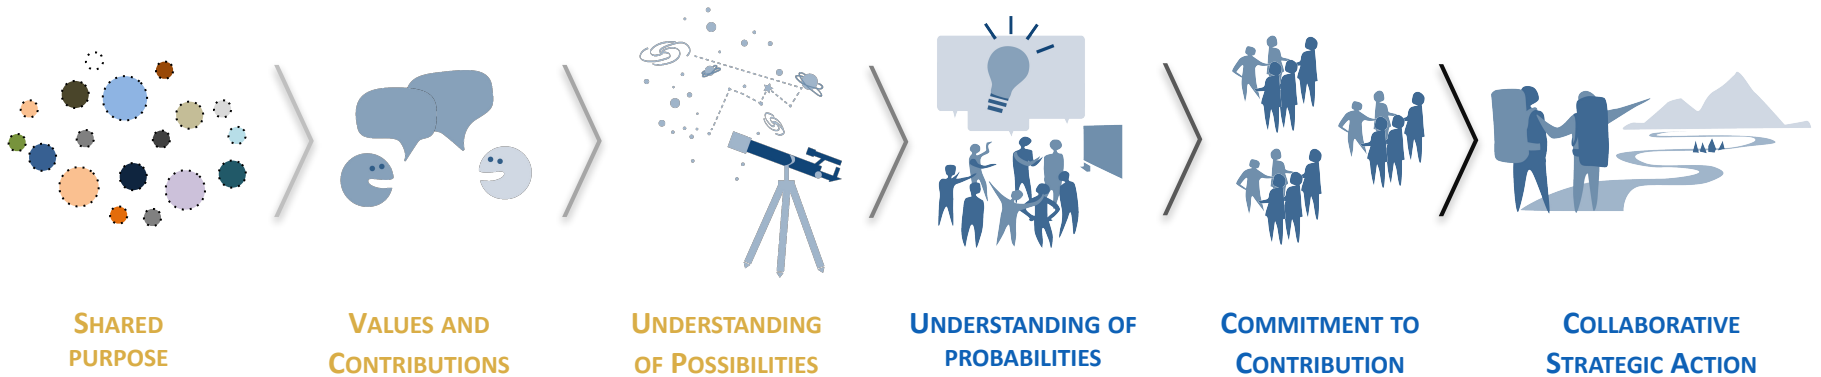 Shared
purpose
Values and
Contributions
Understanding
of Possibilities
Understanding of
probabilities
Commitment to
Contribution
Collaborative
Strategic Action